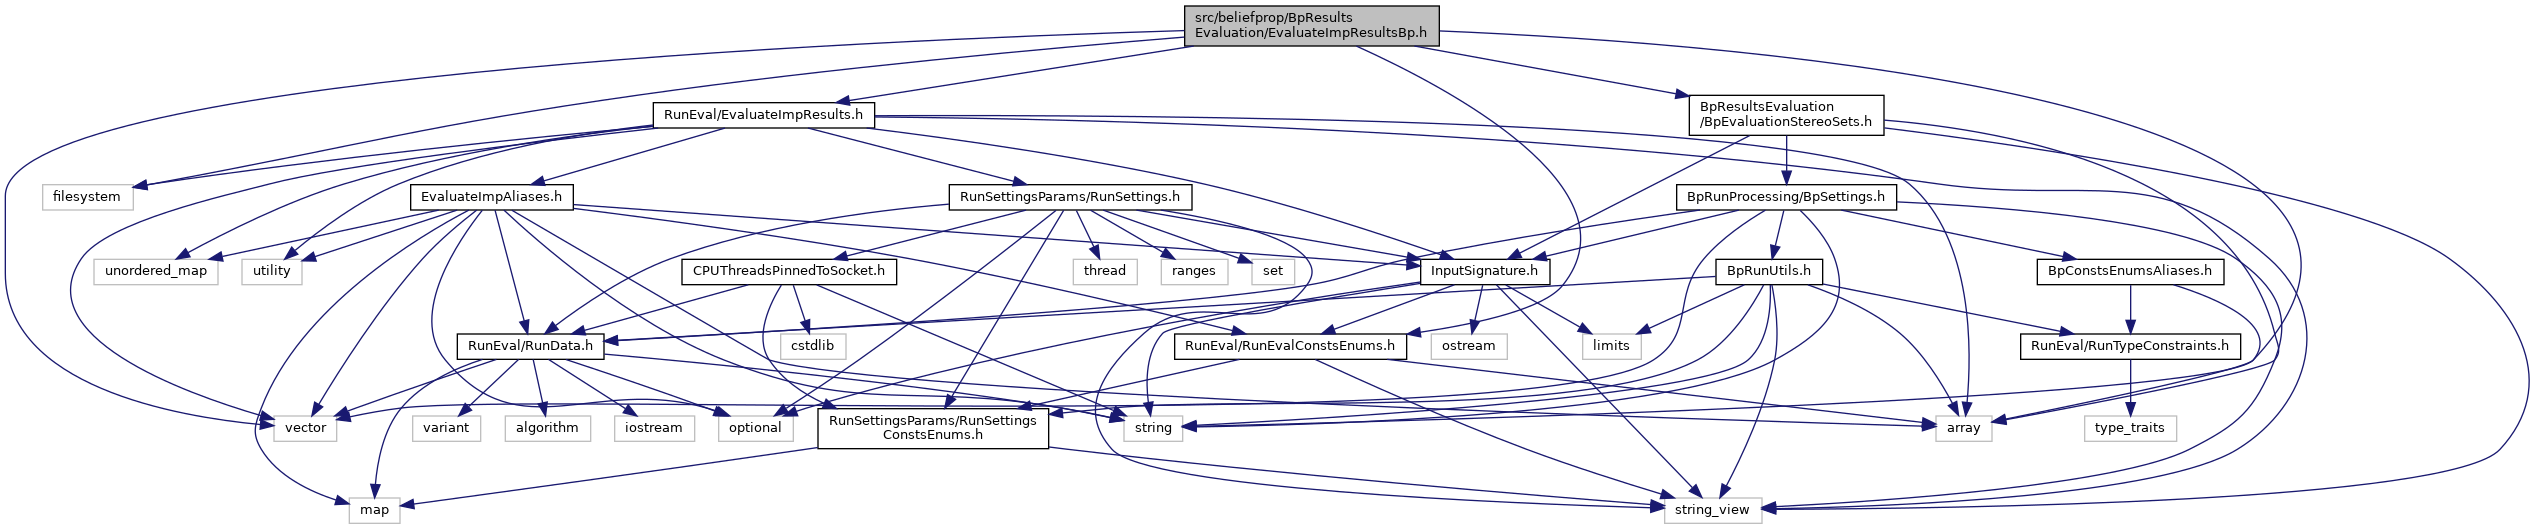 src/beliefprop/BpResults
Evaluation/EvaluateImpResultsBp.h
RunEval/EvaluateImpResults.h
BpResultsEvaluation
/BpEvaluationStereoSets.h
filesystem
EvaluateImpAliases.h
RunSettingsParams/RunSettings.h
BpRunProcessing/BpSettings.h
unordered_map
utility
CPUThreadsPinnedToSocket.h
thread
ranges
set
InputSignature.h
BpRunUtils.h
BpConstsEnumsAliases.h
RunEval/RunData.h
cstdlib
RunEval/RunEvalConstsEnums.h
ostream
limits
RunEval/RunTypeConstraints.h
vector
variant
algorithm
iostream
optional
RunSettingsParams/RunSettings
ConstsEnums.h
string
array
type_traits
map
string_view